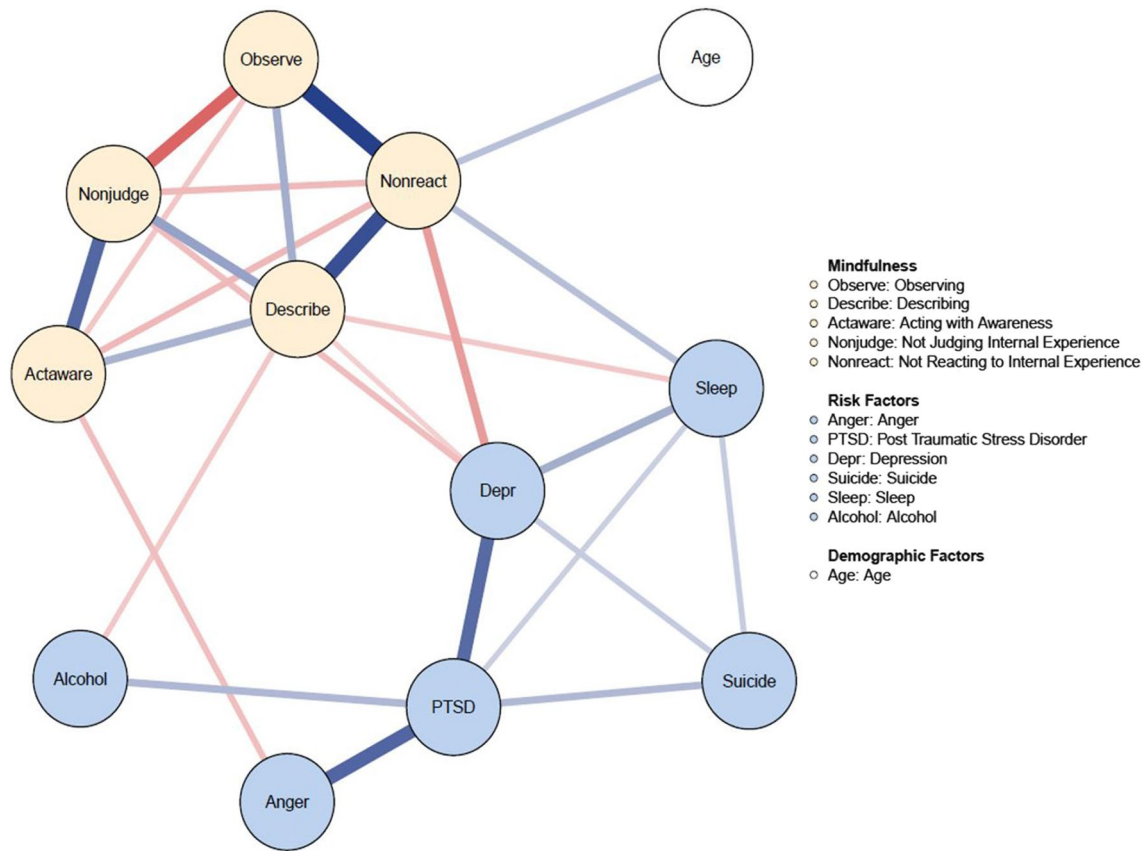 Observe
Age
Nonjudge
Nonreact
Describe
Actaware
Sleep
Depr
Alcohol
PTSD
Suicide
Anger
Mindfulness
Observe: Observing
Describe: Describing
Actaware: Acting with Awareness
Nonjudge: Not Judging Internal Experience
Nonreact: Not Reacting to Internal Experience
Risk Factors
Anger: Anger
PTSD: Post Traumatic Stress Disorder
Depr: Depression
Suicide: Suicide
Sleep: Sleep
Alcohol: Alcohol
Demographic Factors
Age: Age